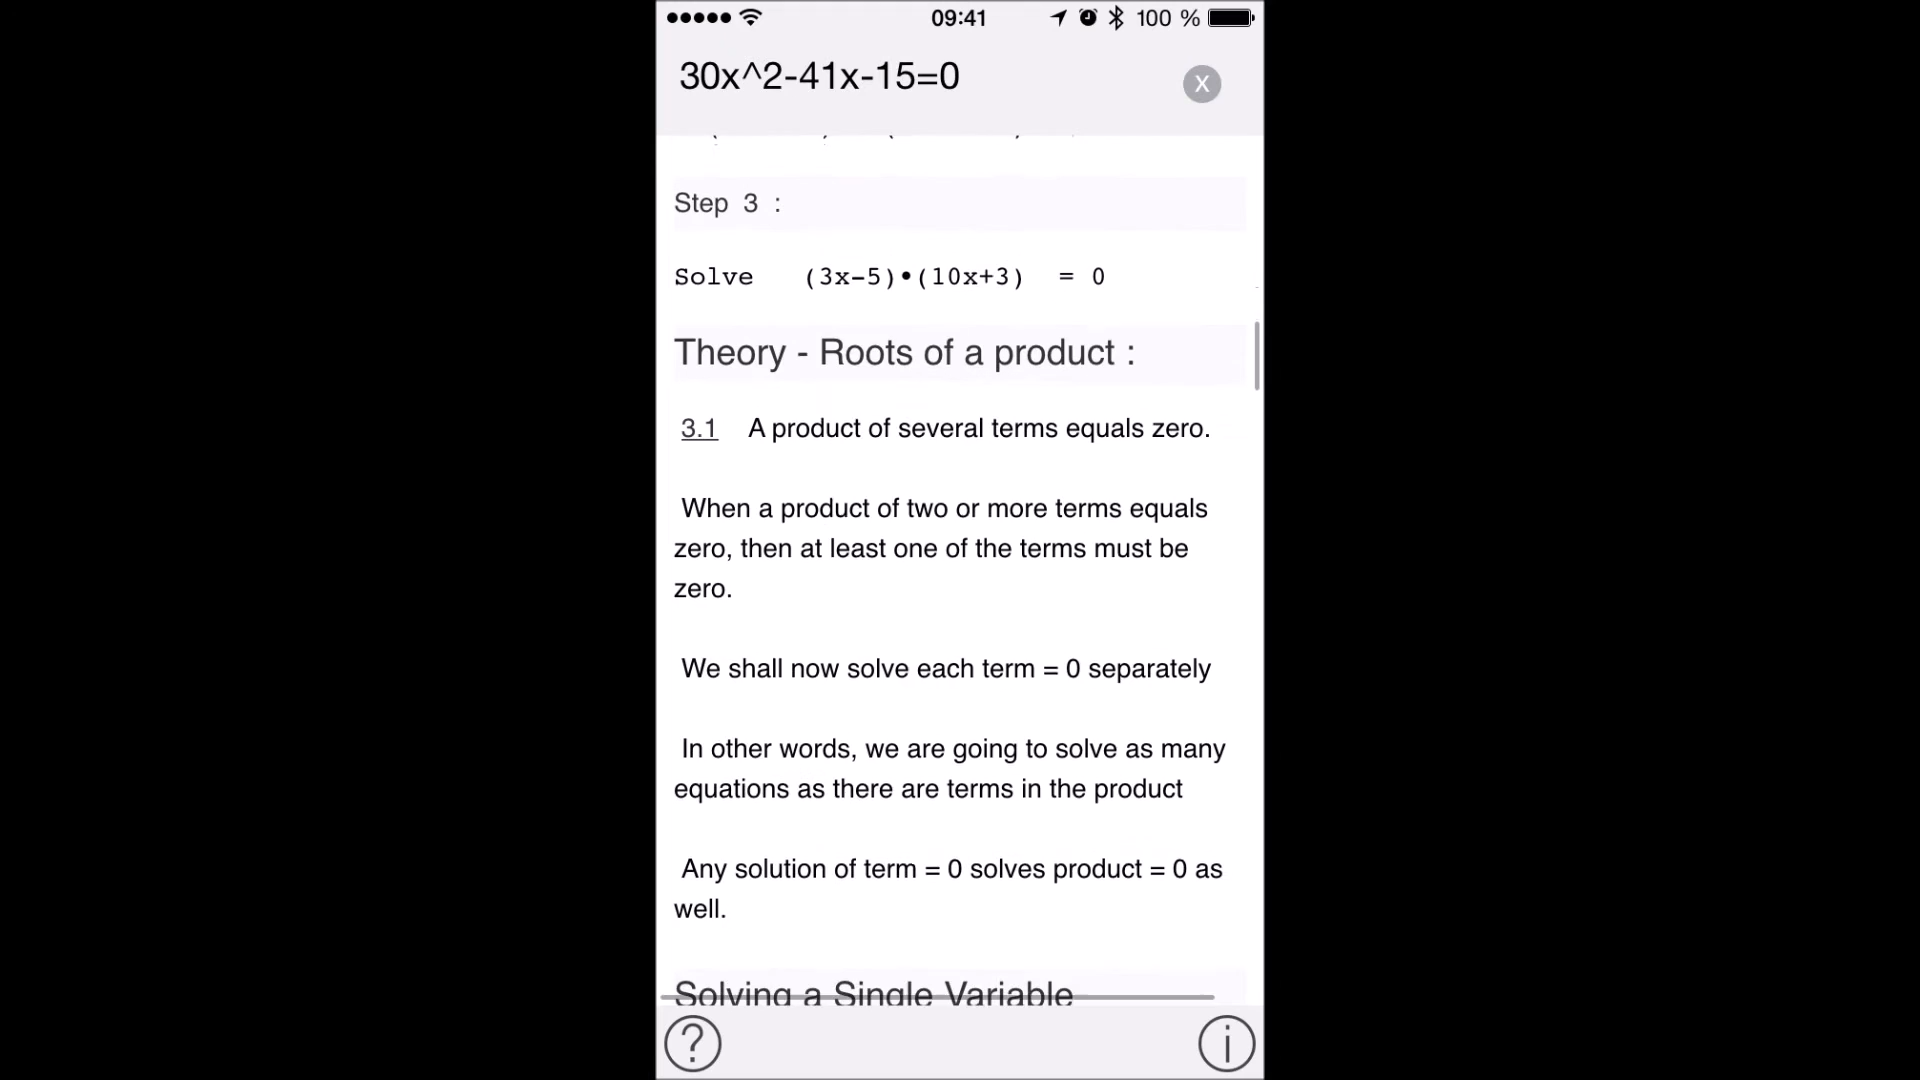 09:41 100 %
30x^2-41x-15=0 X
Step 3 :
Solve (3x-5)•(10x+3) = 0
Theory - Roots of a product :
3.1 A product of several terms equals zero.
When a product of two or more terms equals
zero, then at least one of the terms must be
zero.
We shall now solve each term = 0 separately
In other words, we are going to solve as many
equations as there are terms in the product
Any solution of term = 0 solves product = 0 as
well.
Solving a Single Variable
? i